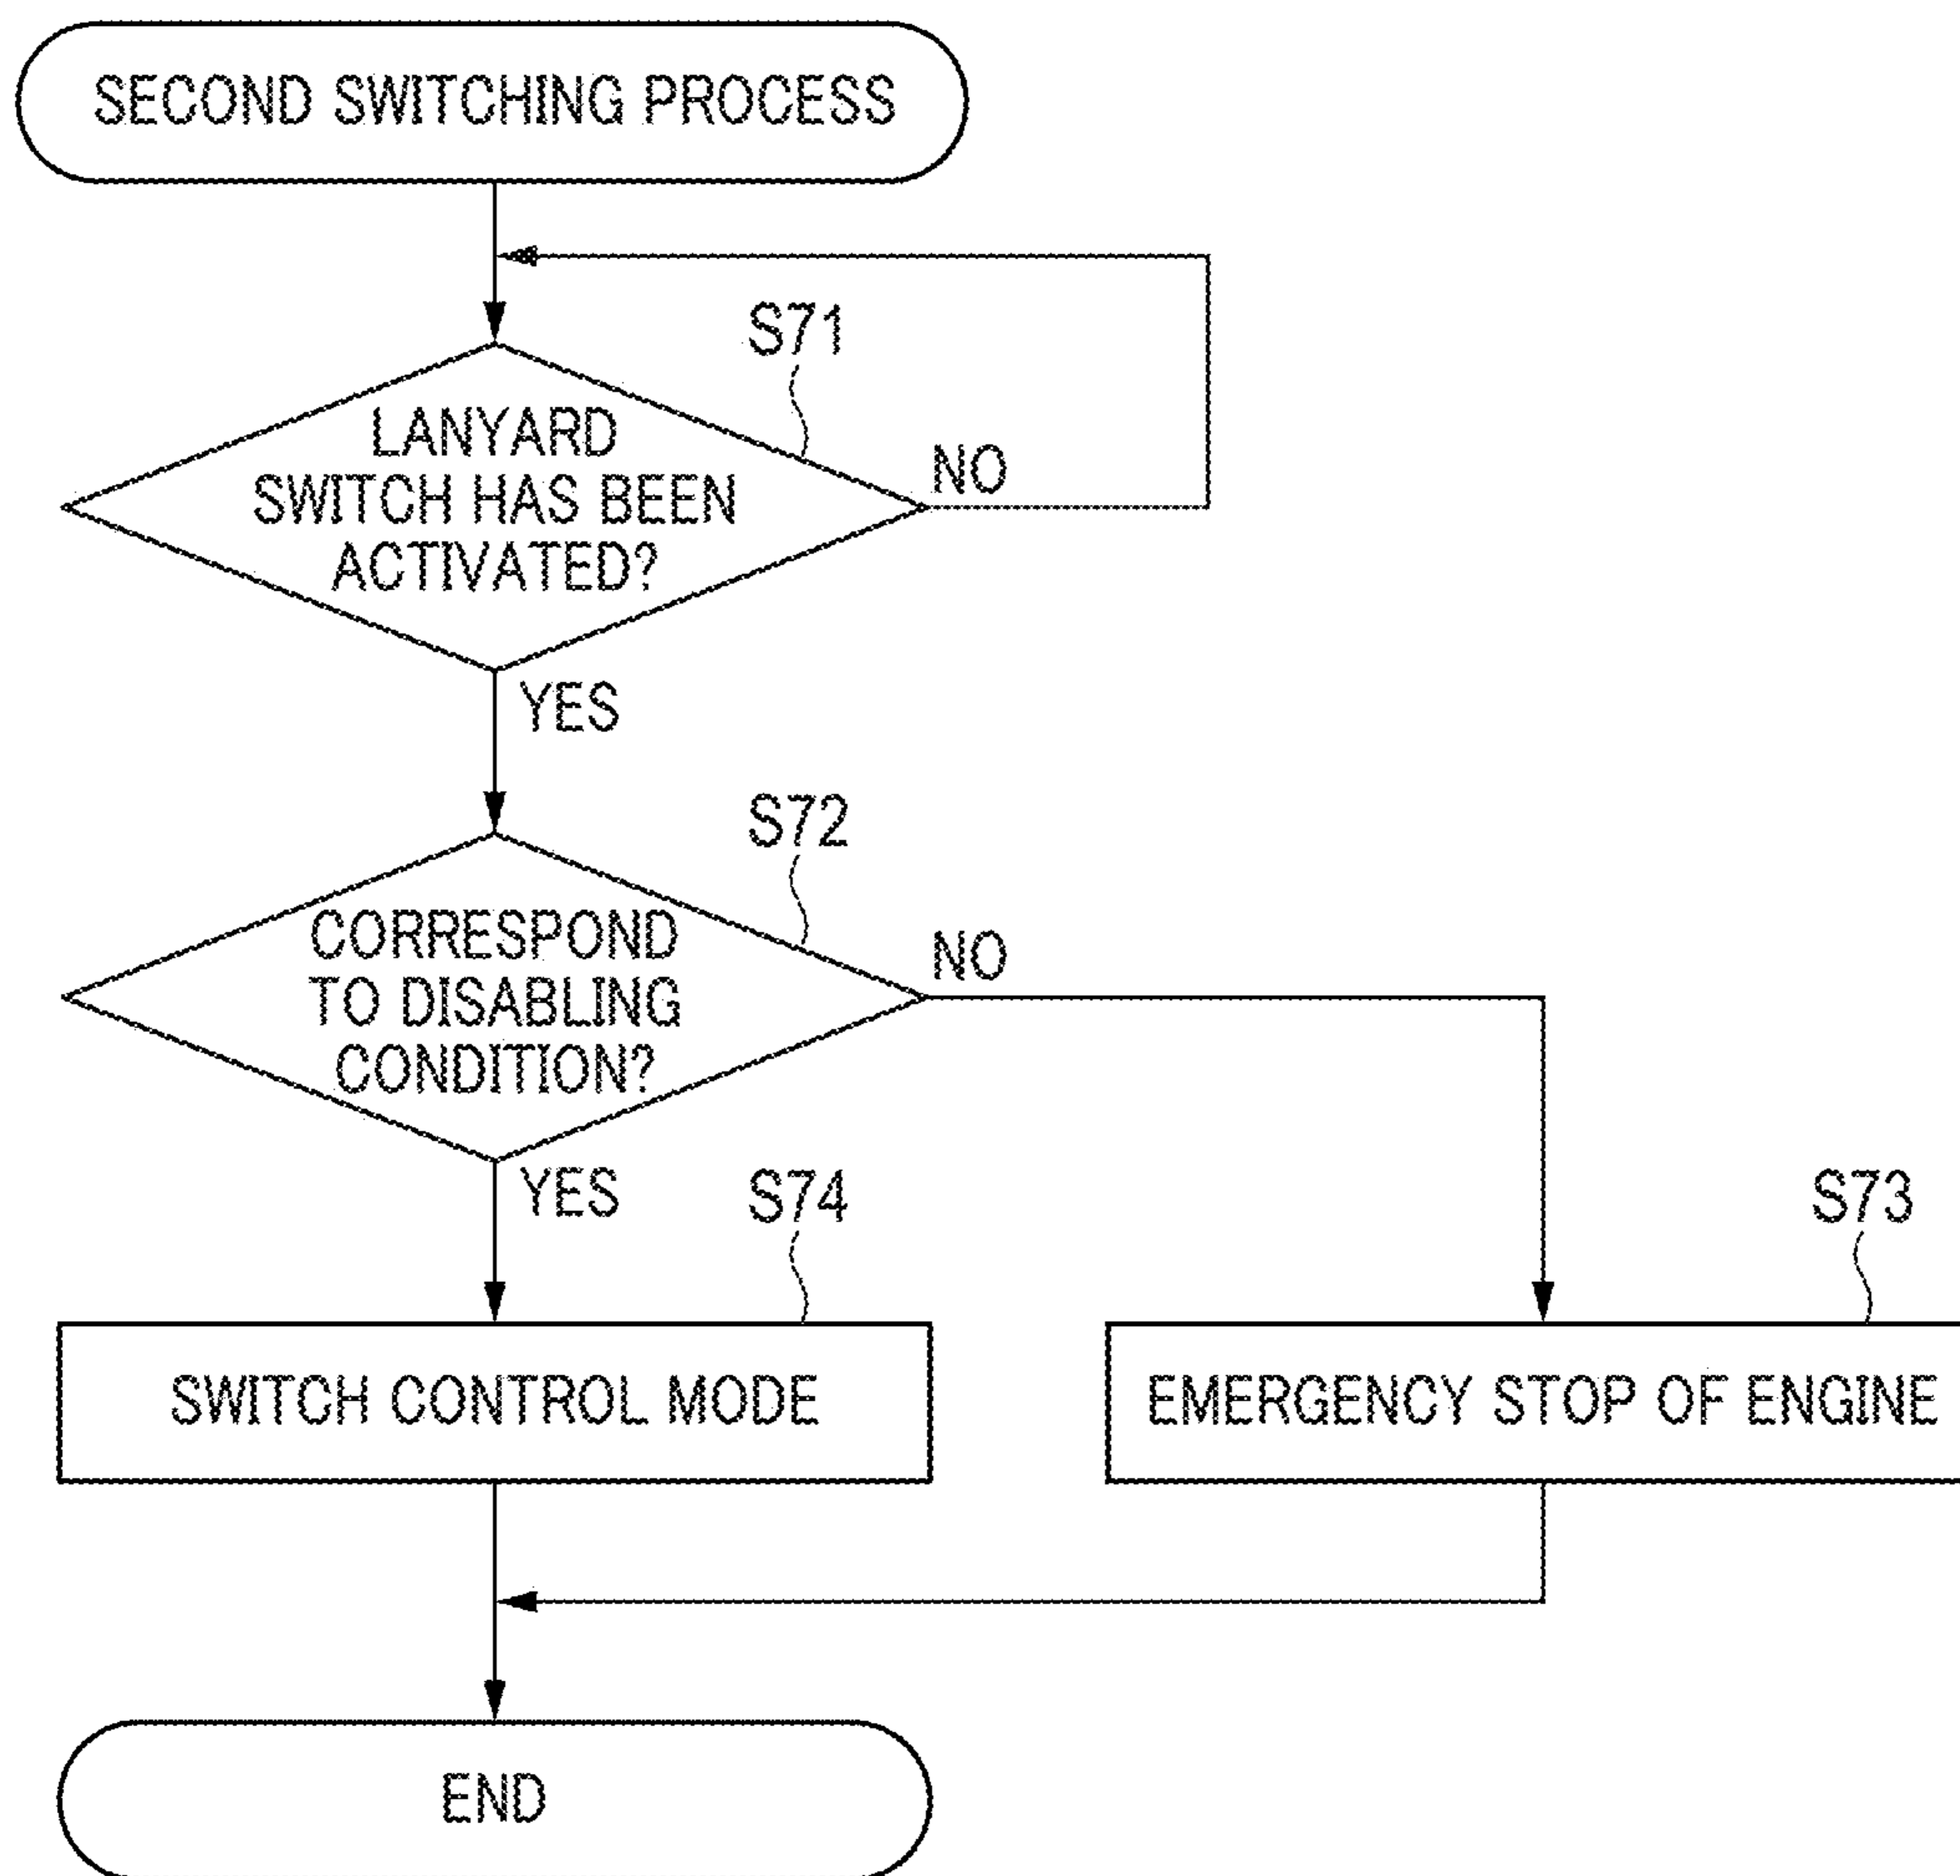 SECOND SWITCHING PROCESS
S71
LANYARD
SWITCH HAS BEEN
ACTIVATED?
NO
YES
S72
CORRESPOND
TO DISABLING
CONDITION?
NO
YES
S74
S73
SWITCH CONTROL MODE
EMERGENCY STOP OF ENGINE
END